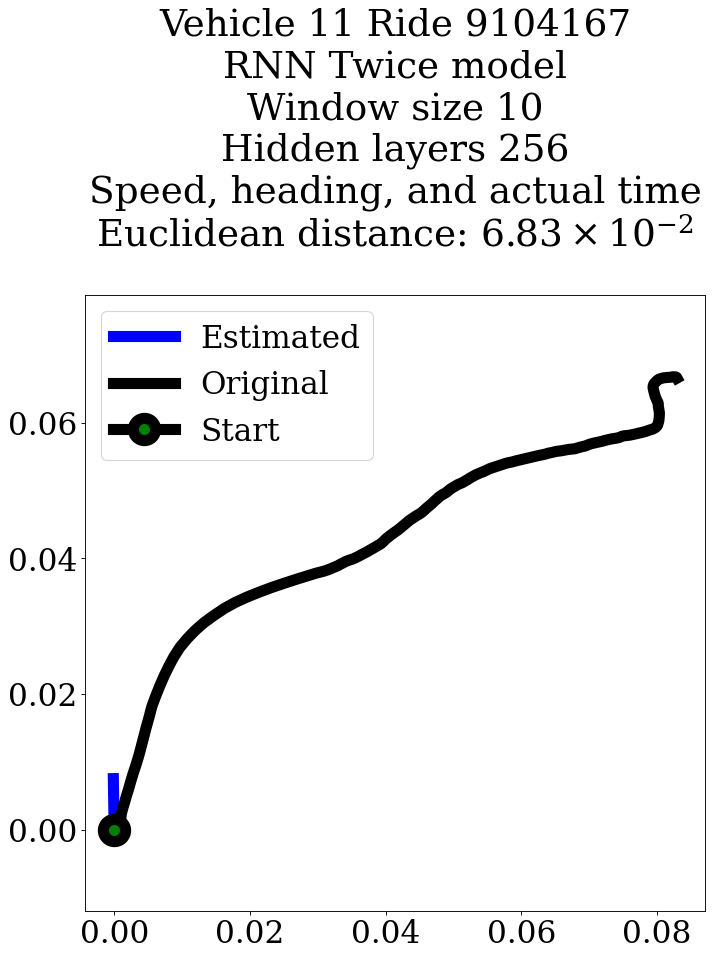 Vehicle 11 Ride 9104167
RNN Twice model
Window size 10
Hidden layers 256
Speed, heading, and actual time
Euclidean distance: 6.83 × 10⁻²
Estimated
Original
Start
0.06
0.04
0.02
0.00
0.00 0.02 0.04 0.06 0.08